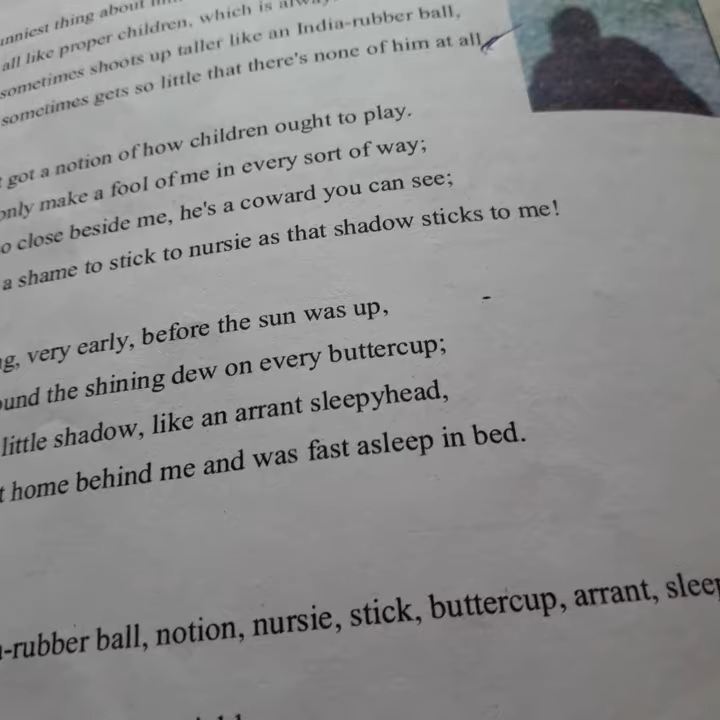 thing about
all like proper children, which is
sometimes shoots up taller like an India-rubber ball,
sometimes gets so little that there's none of him at all
got a notion of how children ought to play.
only make a fool of me in every sort of way;
close beside me, he's a coward you can see;
a shame to stick to nursie as that shadow sticks to me!
very early, before the sun was up,
the shining dew on every buttercup;
little shadow, like an arrant sleepyhead,
home behind me and was fast asleep in bed.
-rubber ball, notion, nursie, stick, buttercup, arrant,